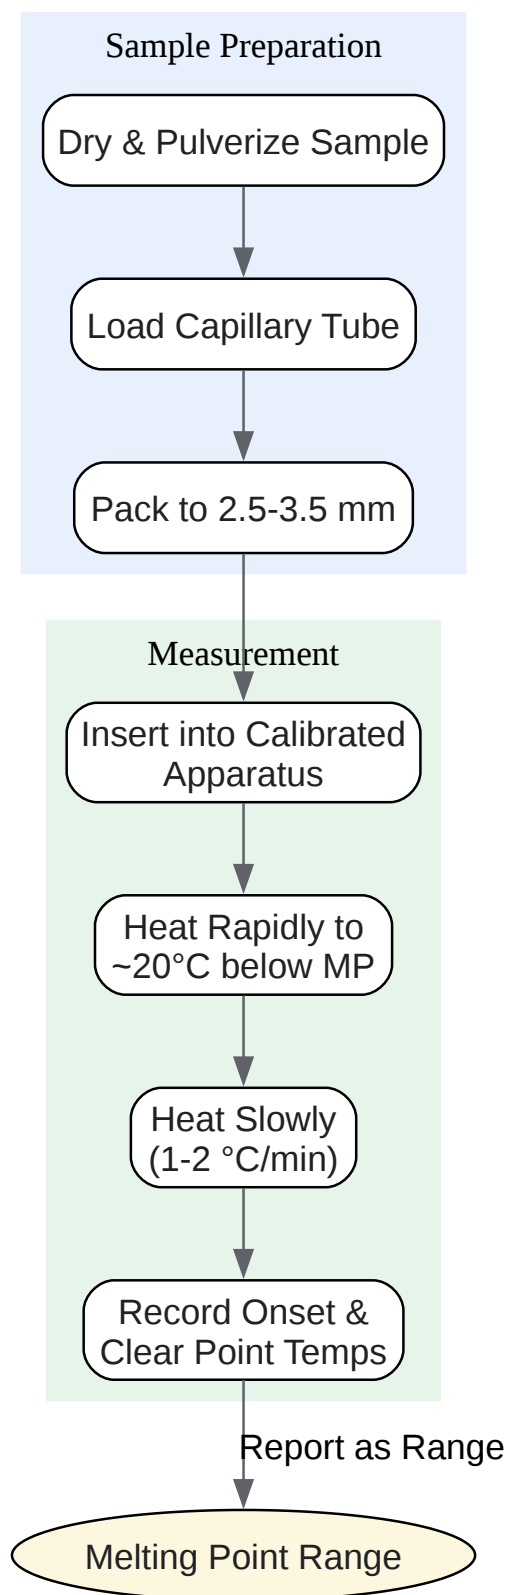 Sample Preparation
Dry & Pulverize Sample
Load Capillary Tube
Pack to 2.5-3.5 mm
Measurement
Insert into Calibrated
Apparatus
Heat Rapidly to
~20°C below MP
Heat Slowly
(1-2 °C/min)
Record Onset &
Clear Point Temps
Report as Range
Melting Point Range